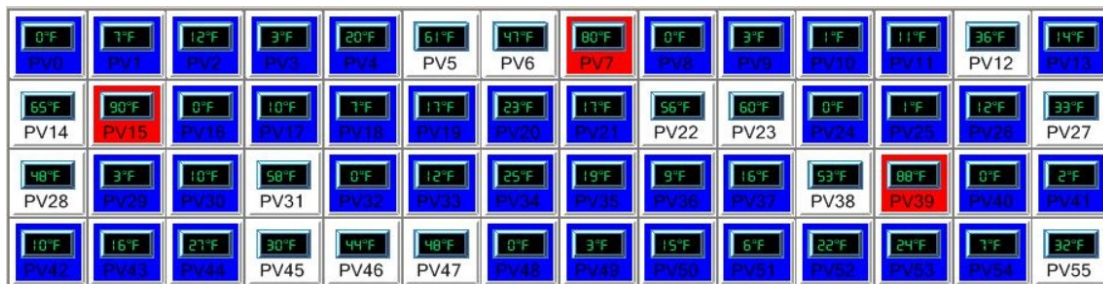 0°F 7°F 12°F 3°F 20°F 61°F 47°F 80°F 0°F 3°F 1°F 11°F 36°F 14°F
PV0 PV1 PV2 PV3 PV4 PV5 PV6 PV7 PV8 PV9 PV10 PV11 PV12 PV13
65°F 90°F 0°F 10°F 7°F 17°F 23°F 17°F 56°F 60°F 0°F 1°F 12°F 33°F
PV14 PV15 PV16 PV17 PV18 PV19 PV20 PV21 PV22 PV23 PV24 PV25 PV26 PV27
48°F 3°F 10°F 58°F 0°F 12°F 25°F 19°F 9°F 16°F 53°F 88°F 0°F 2°F
PV28 PV29 PV30 PV31 PV32 PV33 PV34 PV35 PV36 PV37 PV38 PV39 PV40 PV41
10°F 16°F 27°F 30°F 44°F 48°F 0°F 3°F 15°F 6°F 22°F 24°F 7°F 32°F
PV42 PV43 PV44 PV45 PV46 PV47 PV48 PV49 PV50 PV51 PV52 PV53 PV54 PV55